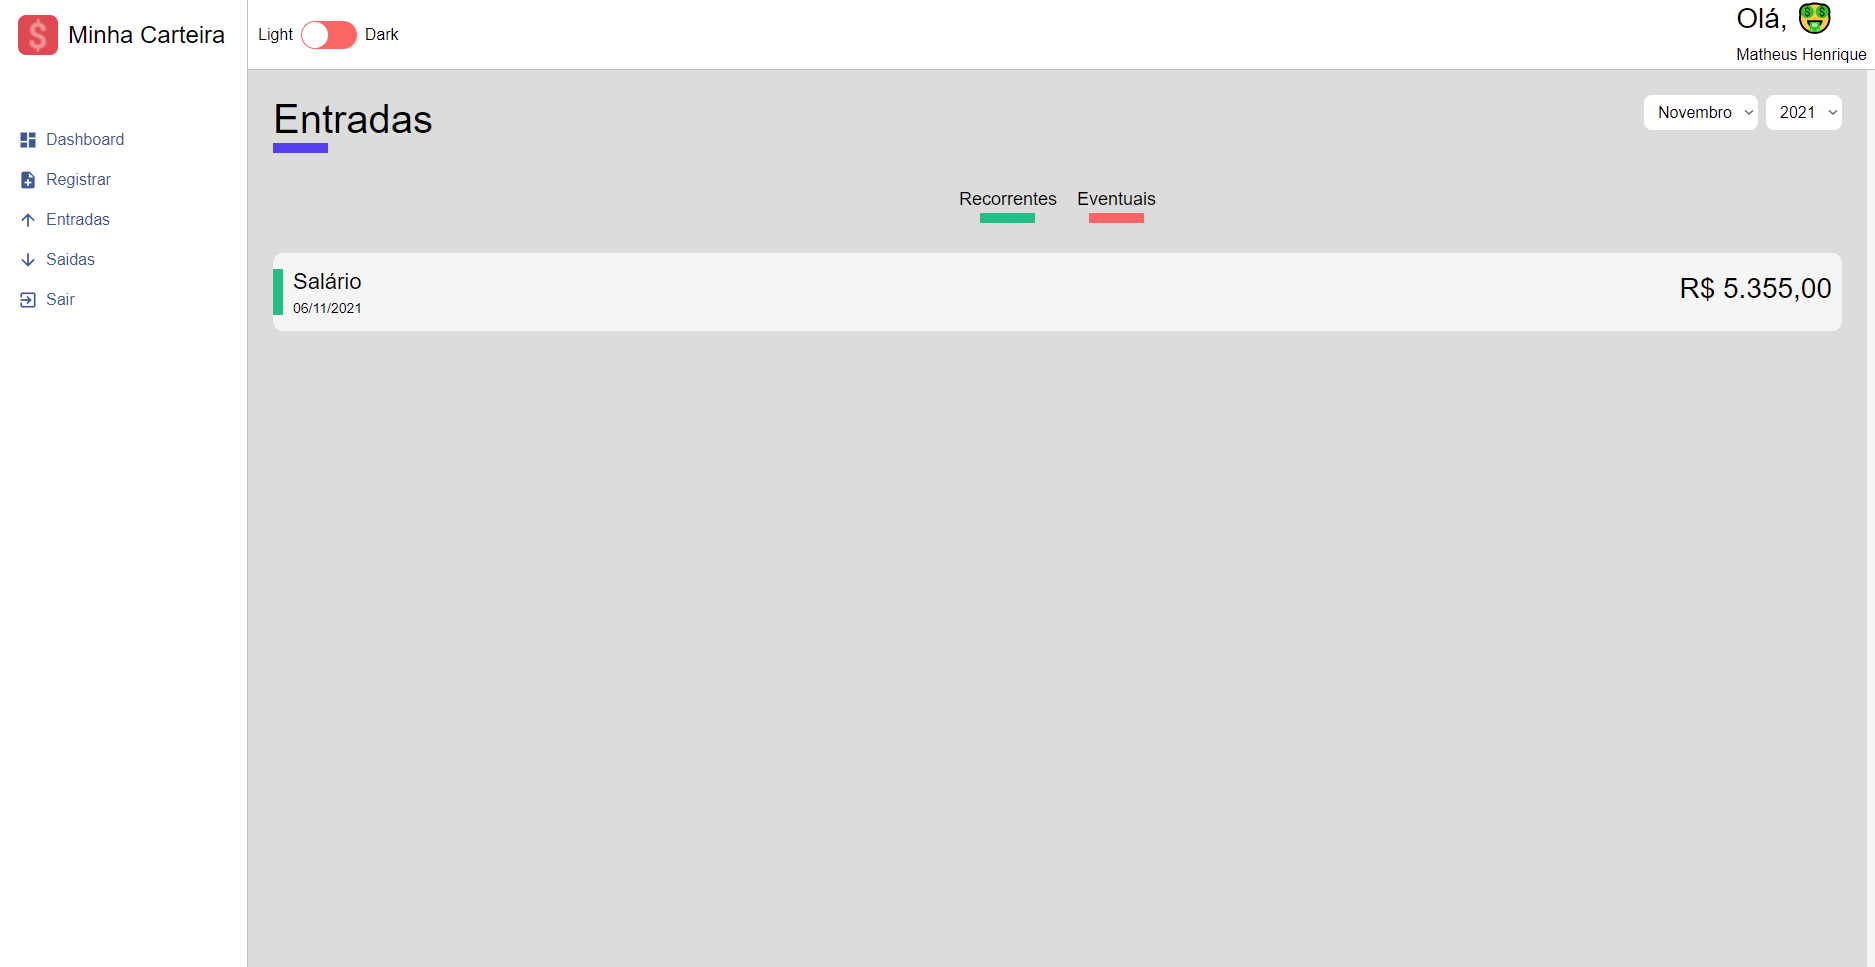 Minha Carteira
Light Dark
Olá,
Matheus Henrique
Dashboard
Registrar
Entradas
Saidas
Sair
Entradas
Novembro 2021
Recorrentes Eventuais
Salário
06/11/2021
R$ 5.355,00